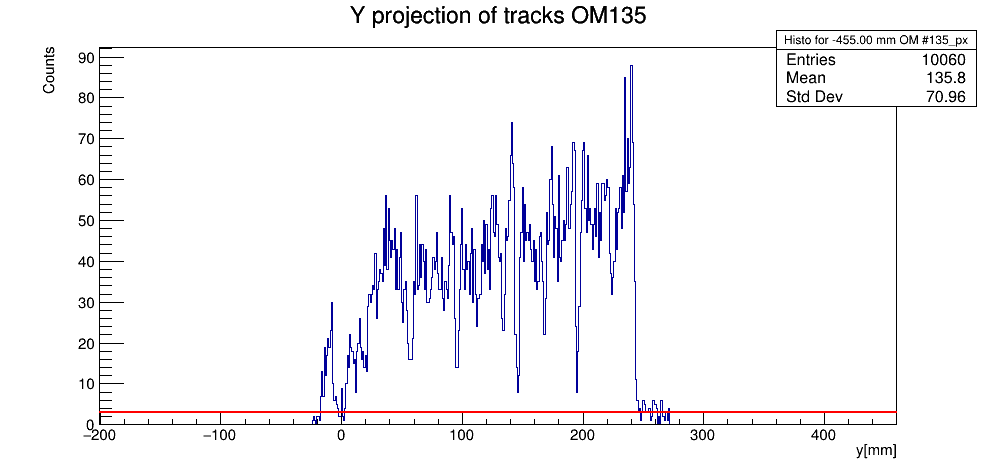 Y projection of tracks OM135
Histo for -455.00 mm OM #135_px
Entries 10060
Mean 135.8
Std Dev 70.96
Counts
90
80
70
60
50
40
30
20
10
0
−200 −100 0 100 200 300 400
y[mm]